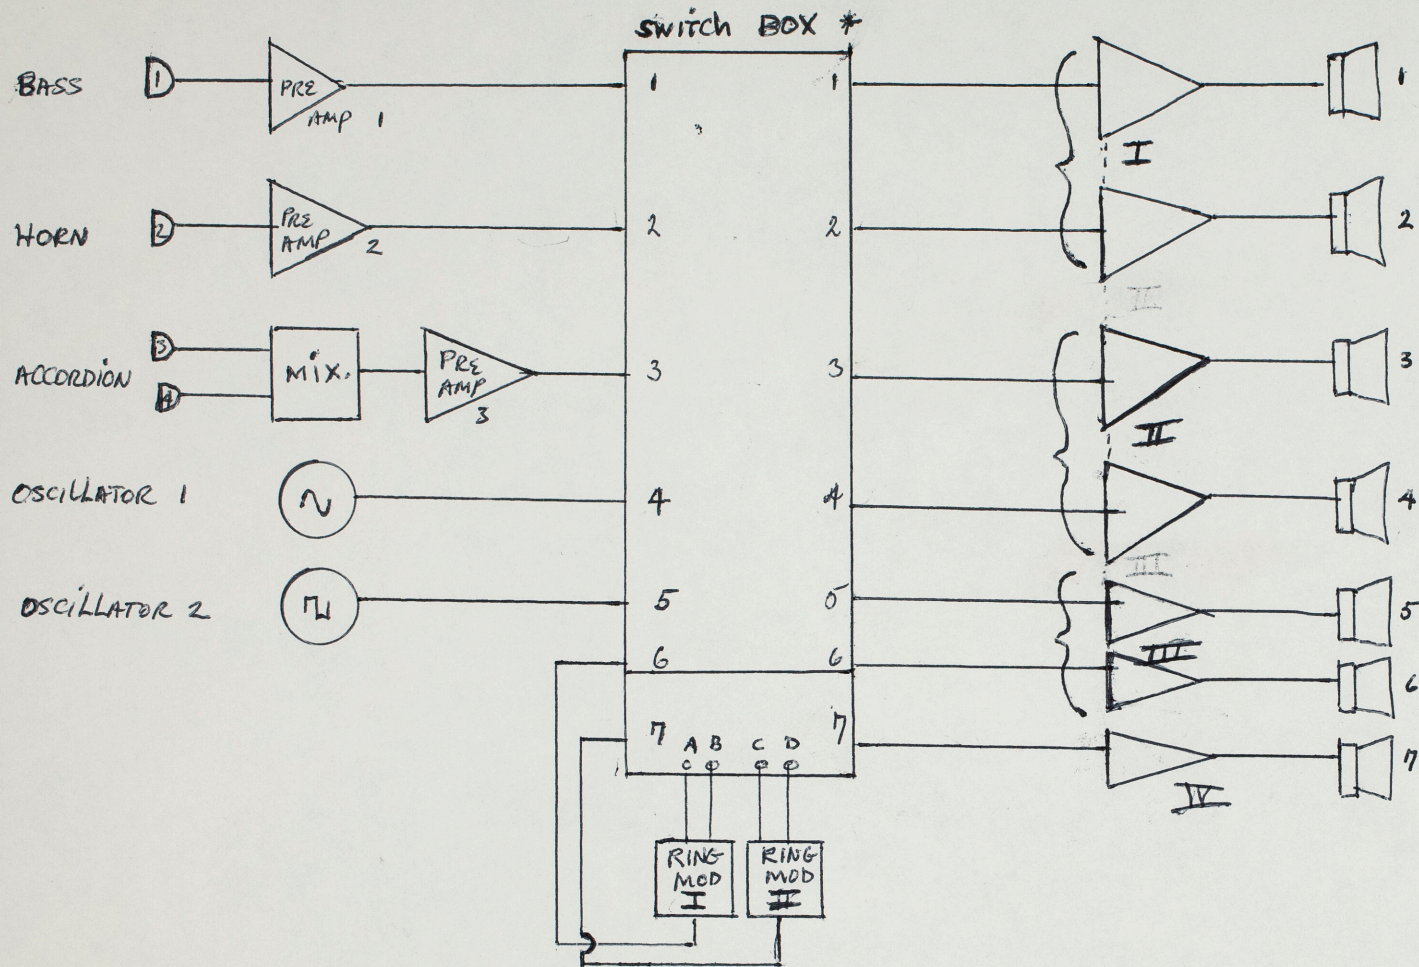 SWITCH BOX *
BASS 1 PRE AMP 1 1 1 I 1
HORN 2 PRE AMP 2 2 2 2
II
ACCORDION 3 4 MIX. PRE AMP 3 3 3 II 3
OSCILLATOR 1 4 4 4
III
OSCILLATOR 2 5 5 5
6 6 III 6
7 A B C D 7 IV 7
RING MOD I
RING MOD II